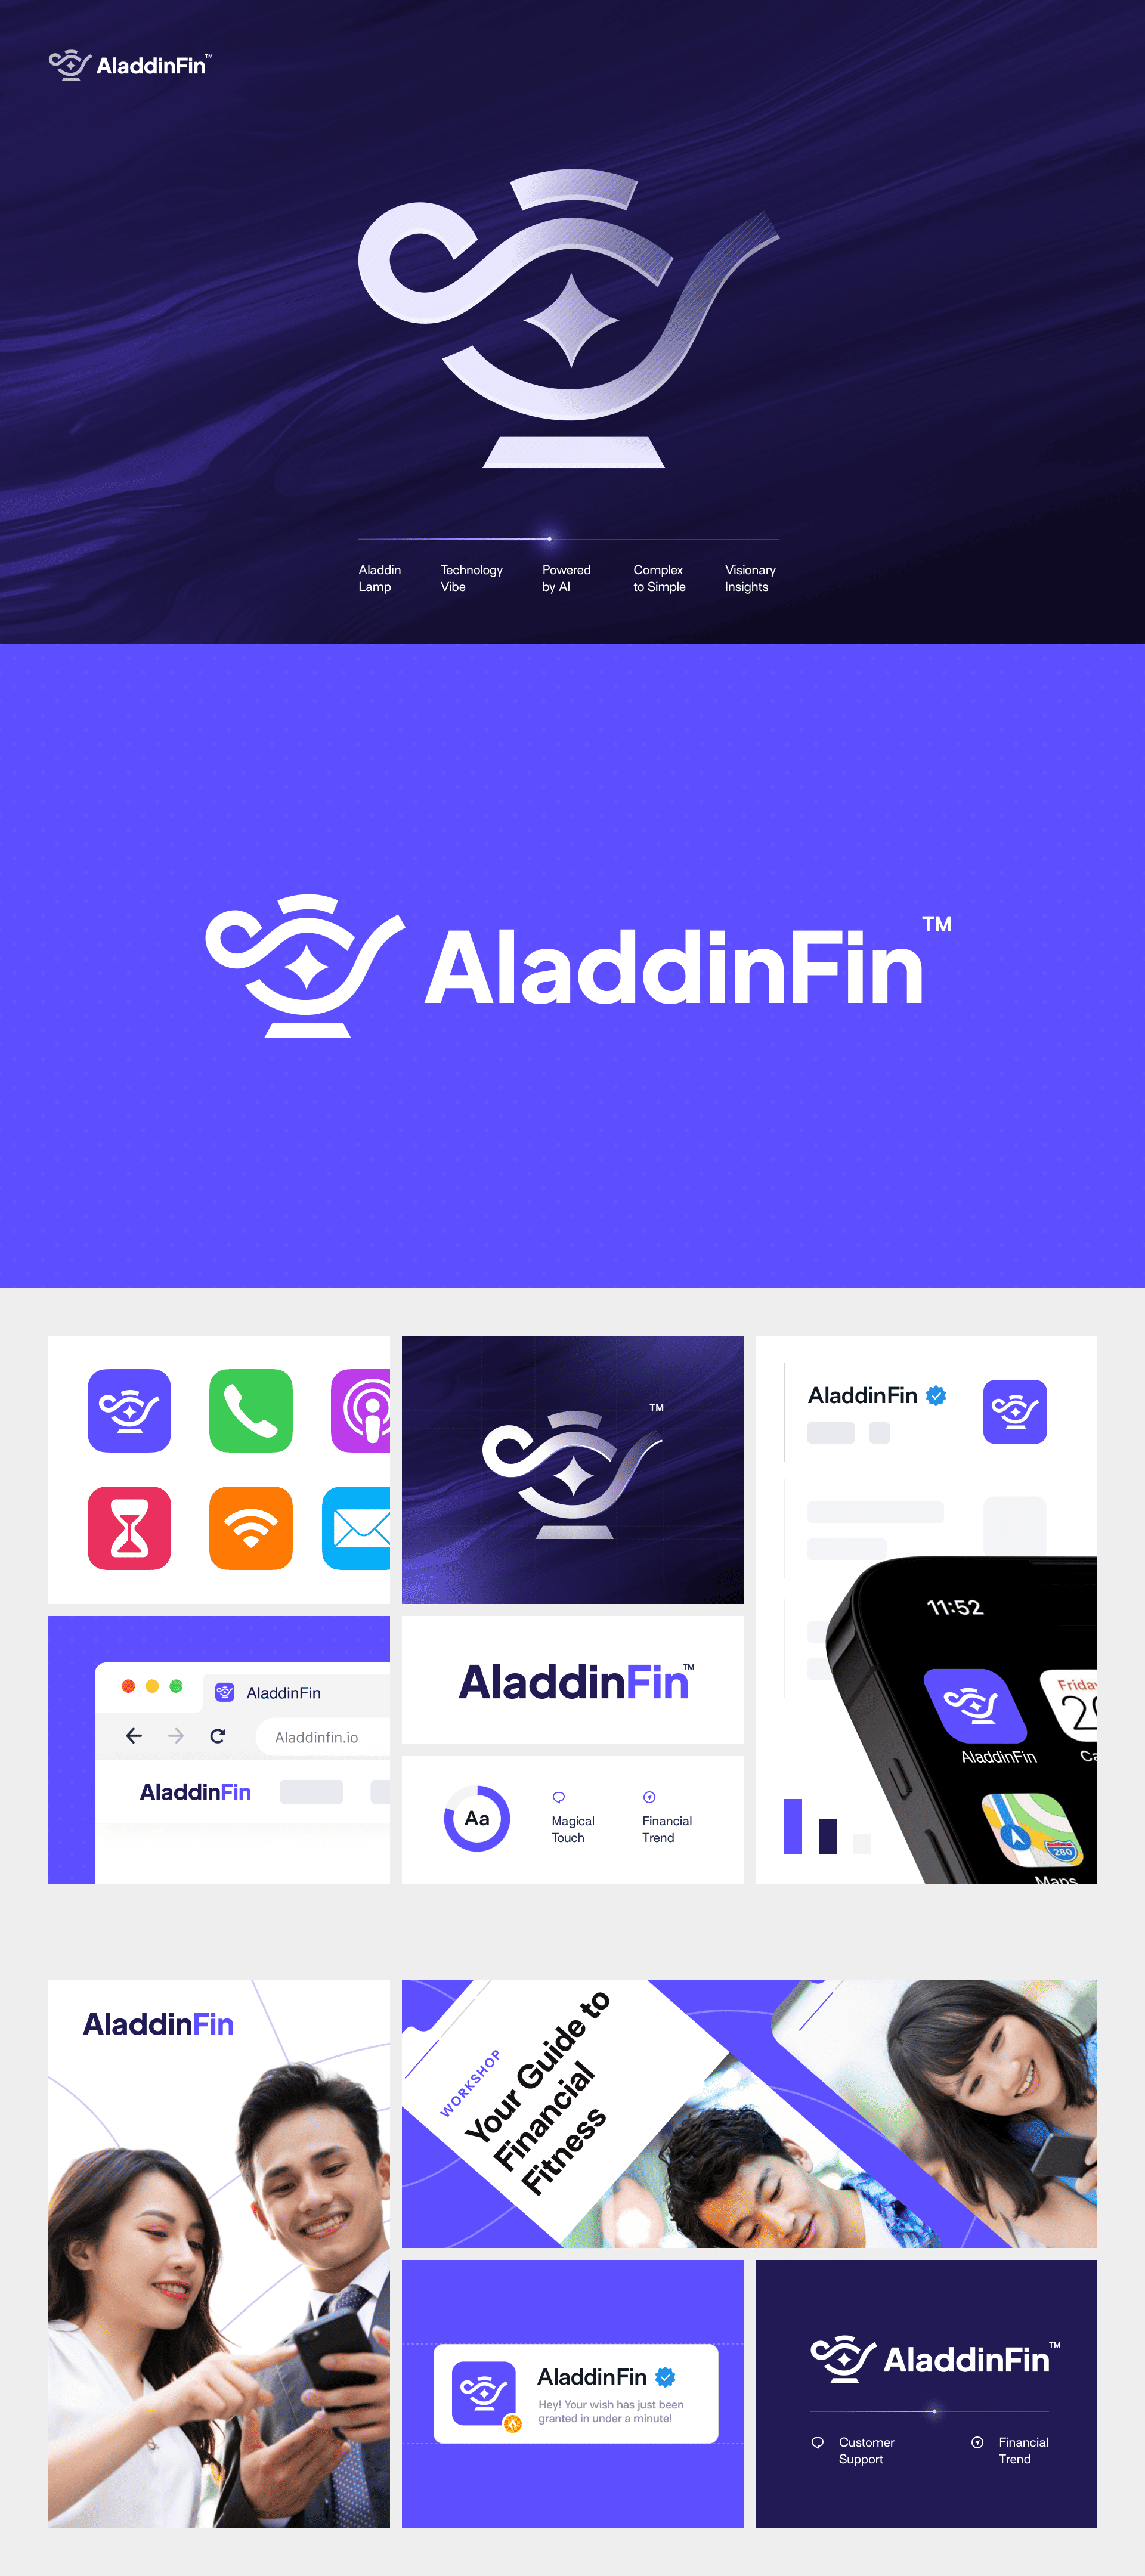 AladdinFin™
Aladdin
Lamp
Technology
Vibe
Powered
by AI
Complex
to Simple
Visionary
Insights
AladdinFin™
TM
AladdinFin
11:52
Friday
AladdinFin
Maps
280
AladdinFin
Aladdinfin.io
AladdinFin
AladdinFin™
Aa
Magical
Touch
Financial
Trend
AladdinFin
WORKSHOP
Your Guide to
Financial
Fitness
AladdinFin
Hey! Your wish has just been
granted in under a minute!
AladdinFin™
Customer
Support
Financial
Trend